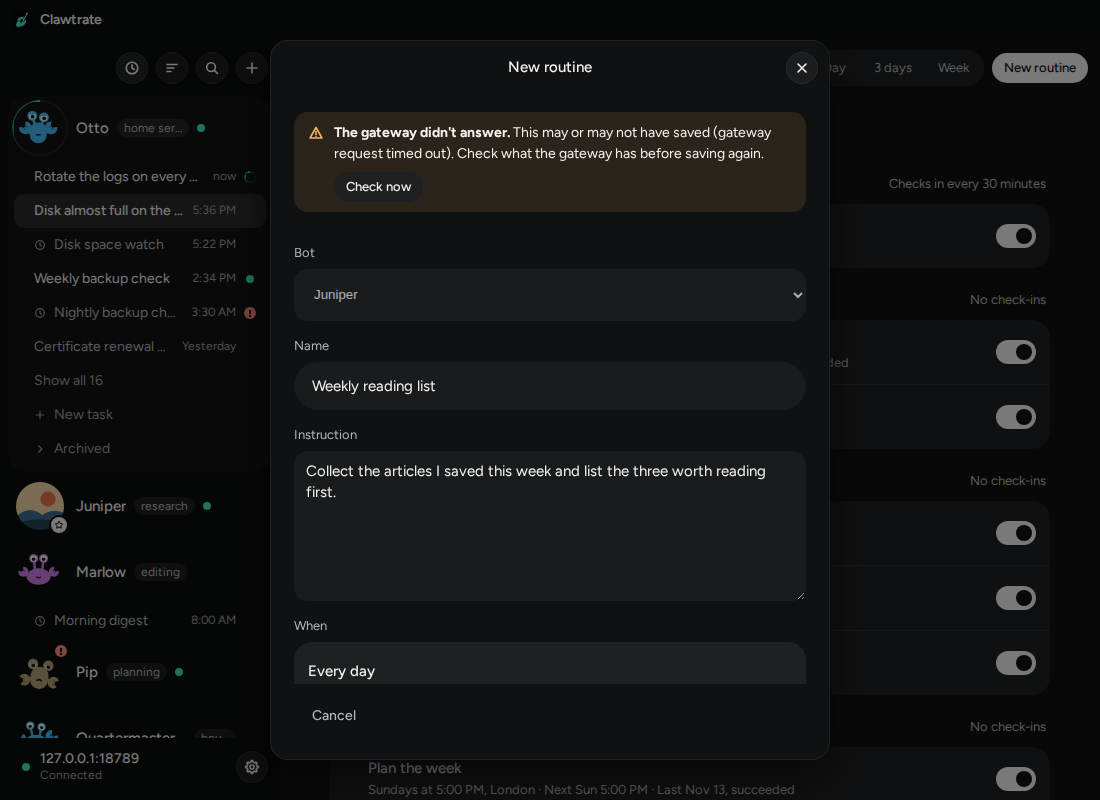 Clawtrate
Day
3 days
Week
New routine
Otto
home ser...
Rotate the logs on every ... now
Disk almost full on the ... 5:36 PM
Disk space watch 5:22 PM
Weekly backup check 2:34 PM
Nightly backup ch... 3:30 AM
Certificate renewal ... Yesterday
Show all 16
New task
Archived
Juniper research
Marlow editing
Morning digest 8:00 AM
Pip planning
127.0.0.1:18789
Connected
New routine
The gateway didn't answer. This may or may not have saved (gateway
request timed out). Check what the gateway has before saving again.
Check now
Bot
Juniper
Name
Weekly reading list
Instruction
Collect the articles I saved this week and list the three worth reading
first.
When
Every day
Cancel
Checks in every 30 minutes
No check-ins
No check-ins
No check-ins
Plan the week
Sundays at 5:00 PM, London · Next Sun 5:00 PM · Last Nov 13, succeeded